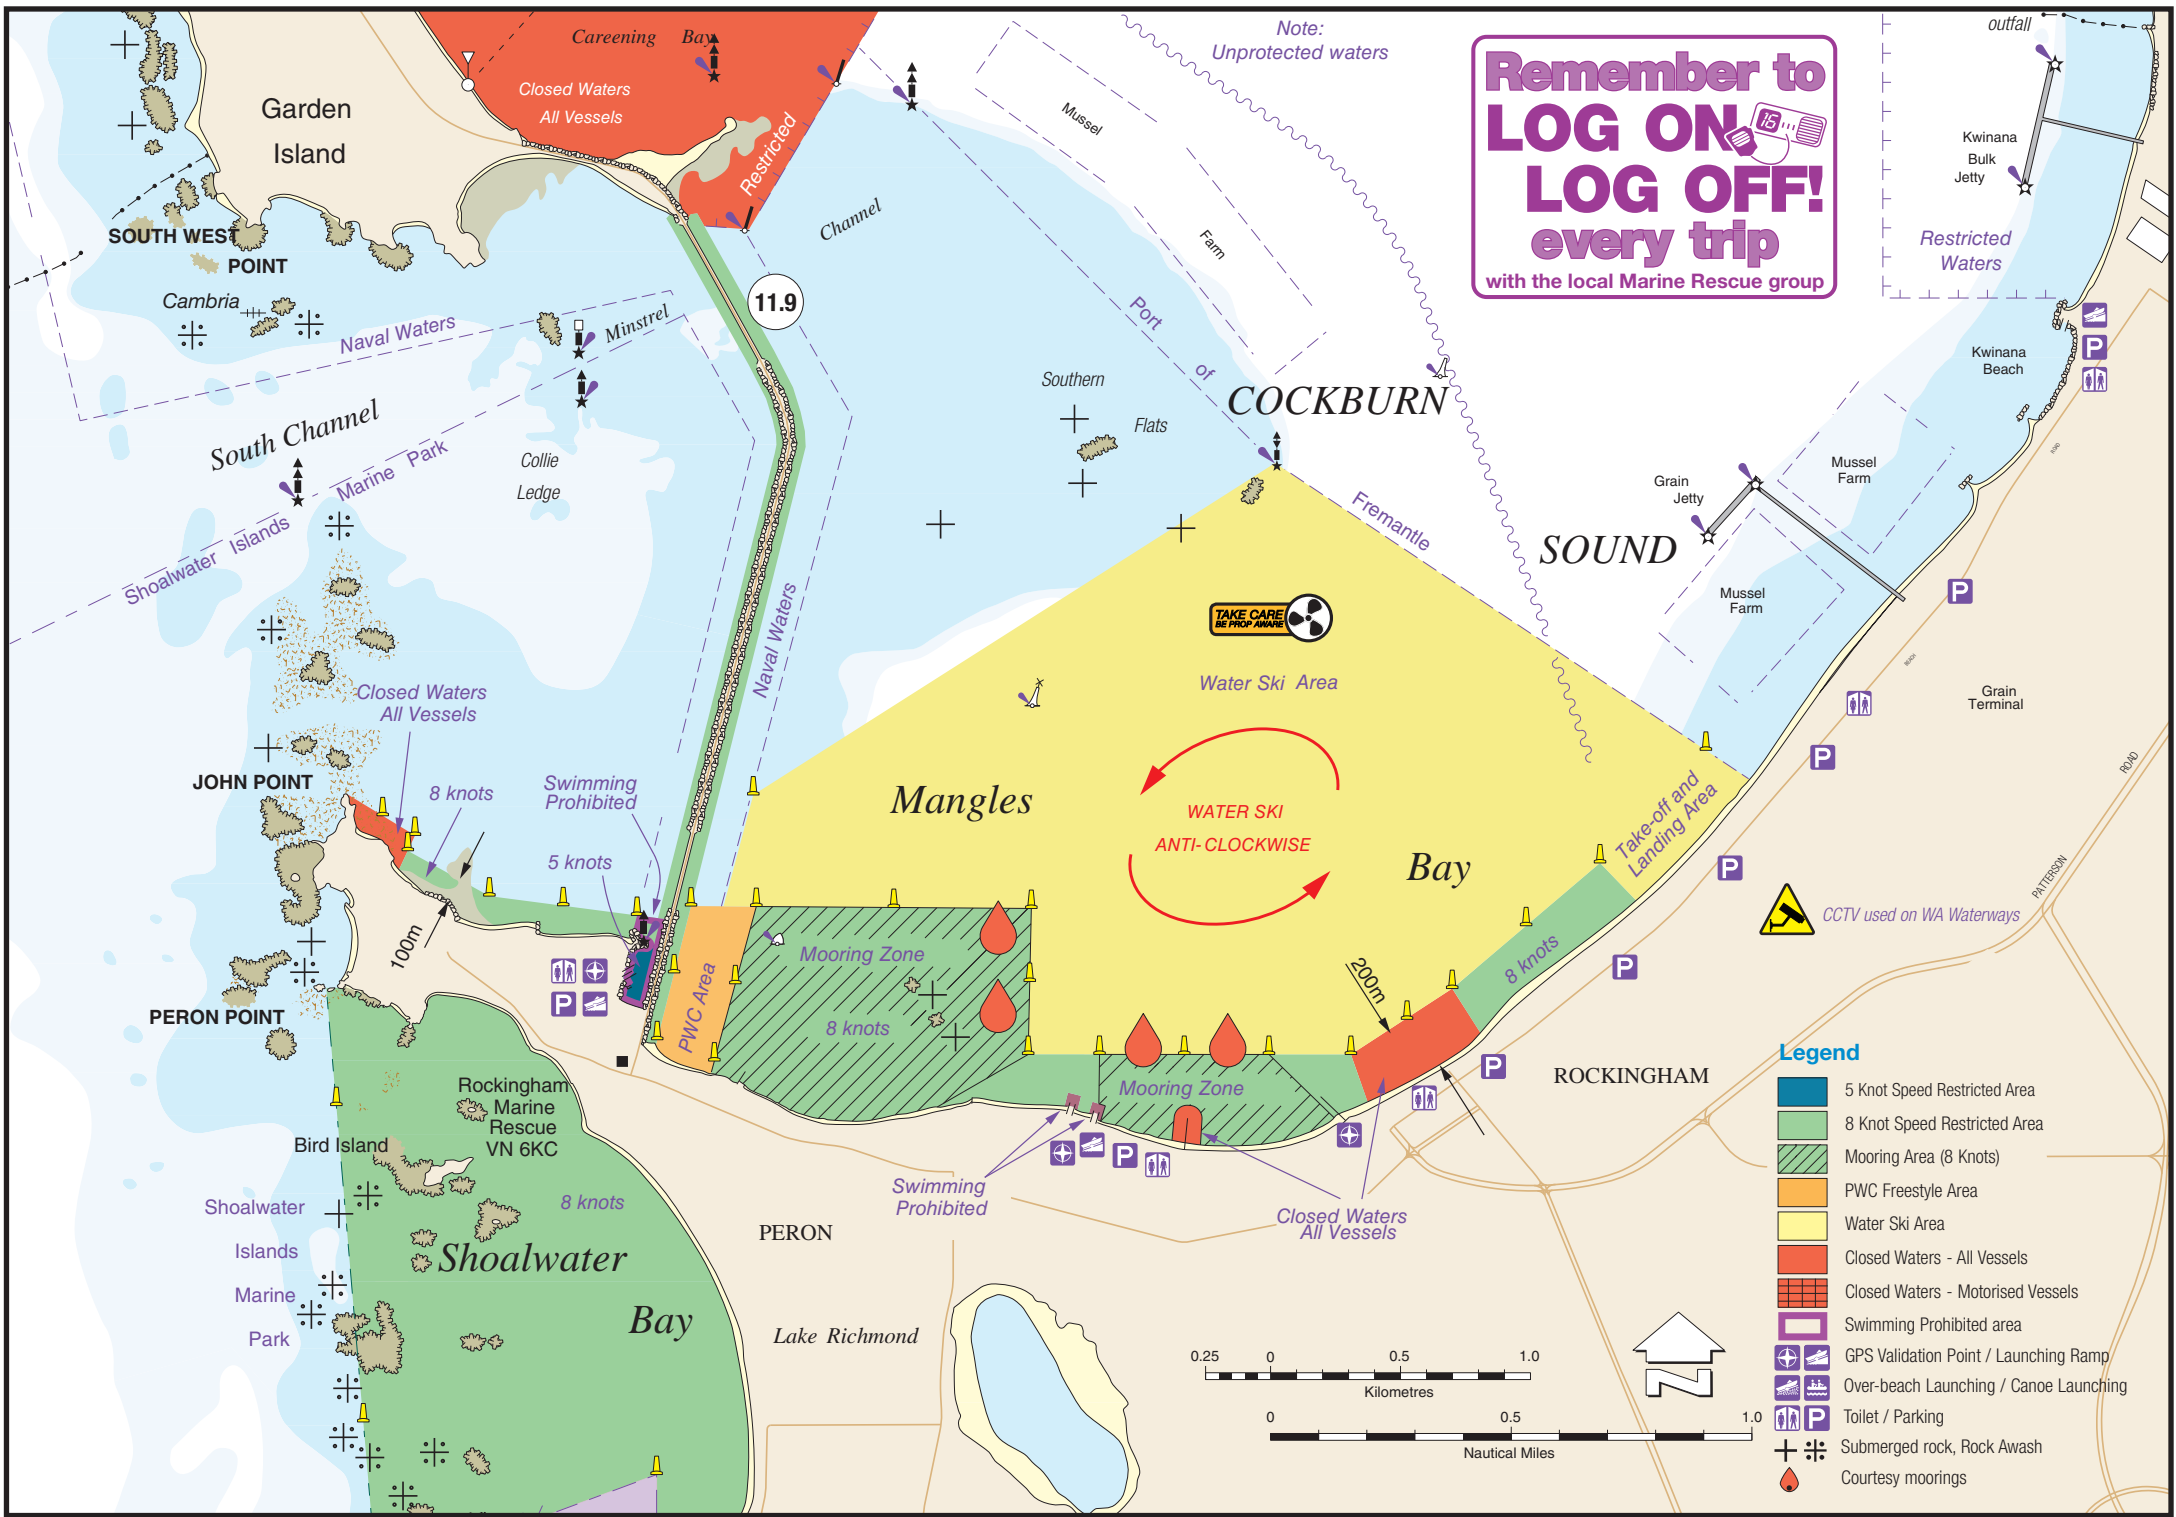 Careening Bay
Closed Waters
All Vessels
Restricted
Garden
Island
Note:
Unprotected waters
Mussel
Farm
Remember to
LOG ON
16
LOG OFF!
every trip
with the local Marine Rescue group
outfall
Kwinana
Bulk
Jetty
Restricted
Waters
SOUTH WEST
POINT
Cambria
Naval Waters
Minstrel
Channel
11.9
Port
of
Fremantle
Southern
Flats
COCKBURN
SOUND
Kwinana
Beach
ROAD
South Channel
Shoalwater Islands Marine Park
Collie
Ledge
Grain
Jetty
Mussel
Farm
Mussel
Farm
BEACH
Grain
Terminal
Naval Waters
TAKE CARE
BE PROP AWARE
Water Ski Area
Closed Waters
All Vessels
JOHN POINT
8 knots
Swimming
Prohibited
5 knots
100m
Mangles
Bay
WATER SKI
ANTI-CLOCKWISE
Take-off and
Landing Area
ROAD
PATTERSON
CCTV used on WA Waterways
PERON POINT
P
PWC Area
Mooring Zone
8 knots
200m
8 knots
Mooring Zone
P
P
P
P
P
P
P
P
ROCKINGHAM
Rockingham
Marine
Rescue
VN 6KC
Bird Island
8 knots
Shoalwater
Islands
Marine
Park
Shoalwater
Bay
Swimming
Prohibited
Closed Waters
All Vessels
PERON
Lake Richmond
0.25 0 0.5 1.0
Kilometres
0 0.5 1.0
Nautical Miles
N
Legend
5 Knot Speed Restricted Area
8 Knot Speed Restricted Area
Mooring Area (8 Knots)
PWC Freestyle Area
Water Ski Area
Closed Waters - All Vessels
Closed Waters - Motorised Vessels
Swimming Prohibited area
GPS Validation Point / Launching Ramp
Over-beach Launching / Canoe Launching
P Toilet / Parking
Submerged rock, Rock Awash
Courtesy moorings